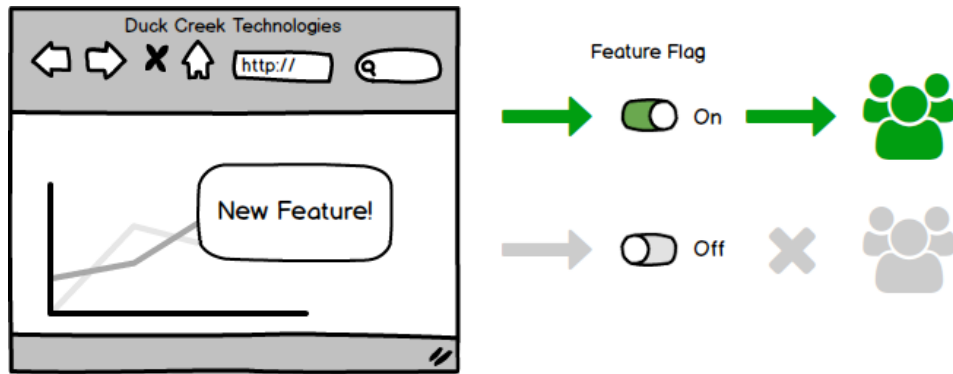 Duck Creek Technologies
http://
New Feature!
Feature Flag
On
Off